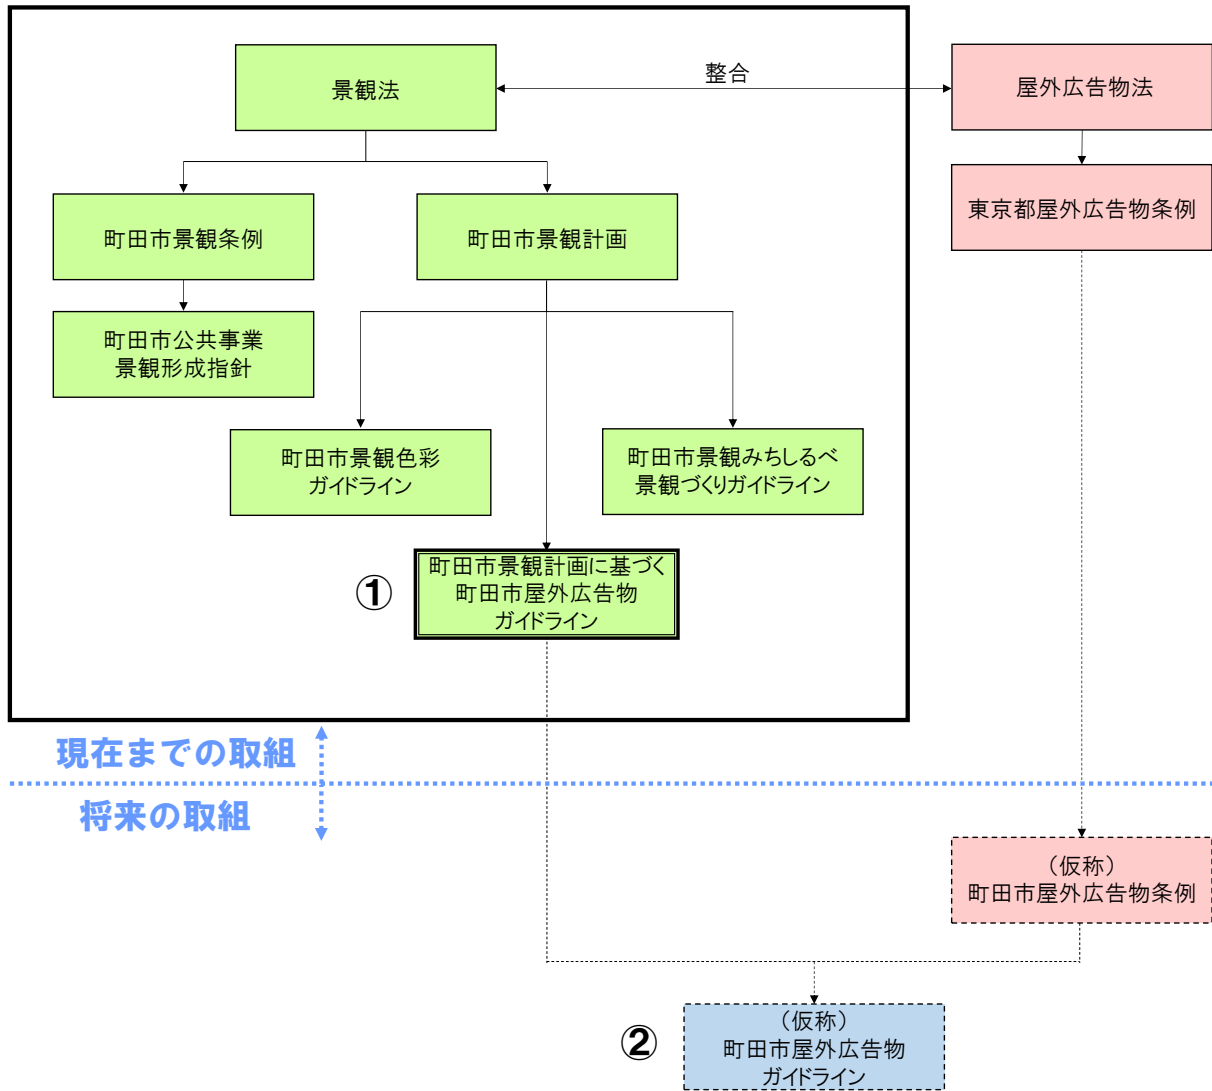 景観法
整合
屋外広告物法
東京都屋外広告物条例
町田市景観条例
町田市景観計画
町田市公共事業
景観形成指針
町田市景観色彩
ガイドライン
町田市景観みちしるべ
景観づくりガイドライン
①
町田市景観計画に基づく
町田市屋外広告物
ガイドライン
現在までの取組
将来の取組
（仮称）
町田市屋外広告物条例
②
（仮称）
町田市屋外広告物
ガイドライン